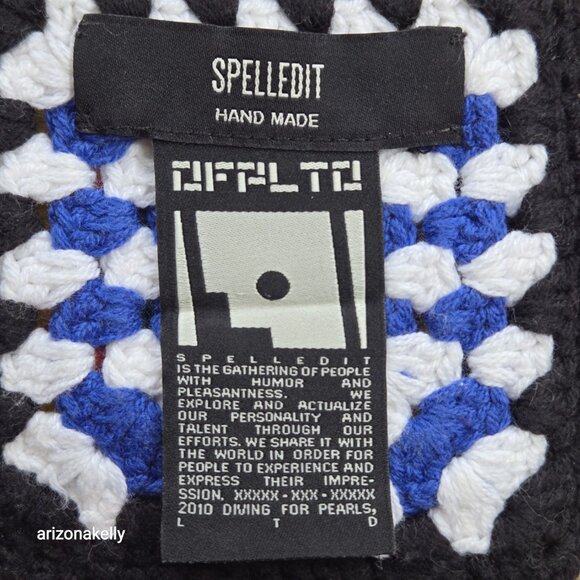 SPELLEDIT
HAND MADE
SPELLEDIT
IS THE GATHERING OF PEOPLE
WITH HUMOR AND
PLEASANTNESS. WE
EXPLORE AND ACTUALIZE
OUR PERSONALITY AND
TALENT THROUGH OUR
EFFORTS. WE SHARE IT WITH
THE WORLD IN ORDER FOR
PEOPLE TO EXPERIENCE AND
EXPRESS THEIR IMPRE-
SSION. XXXXX-XXX-XXXXX
2010 DIVING FOR PEARLS,
LTD
arizonakelly